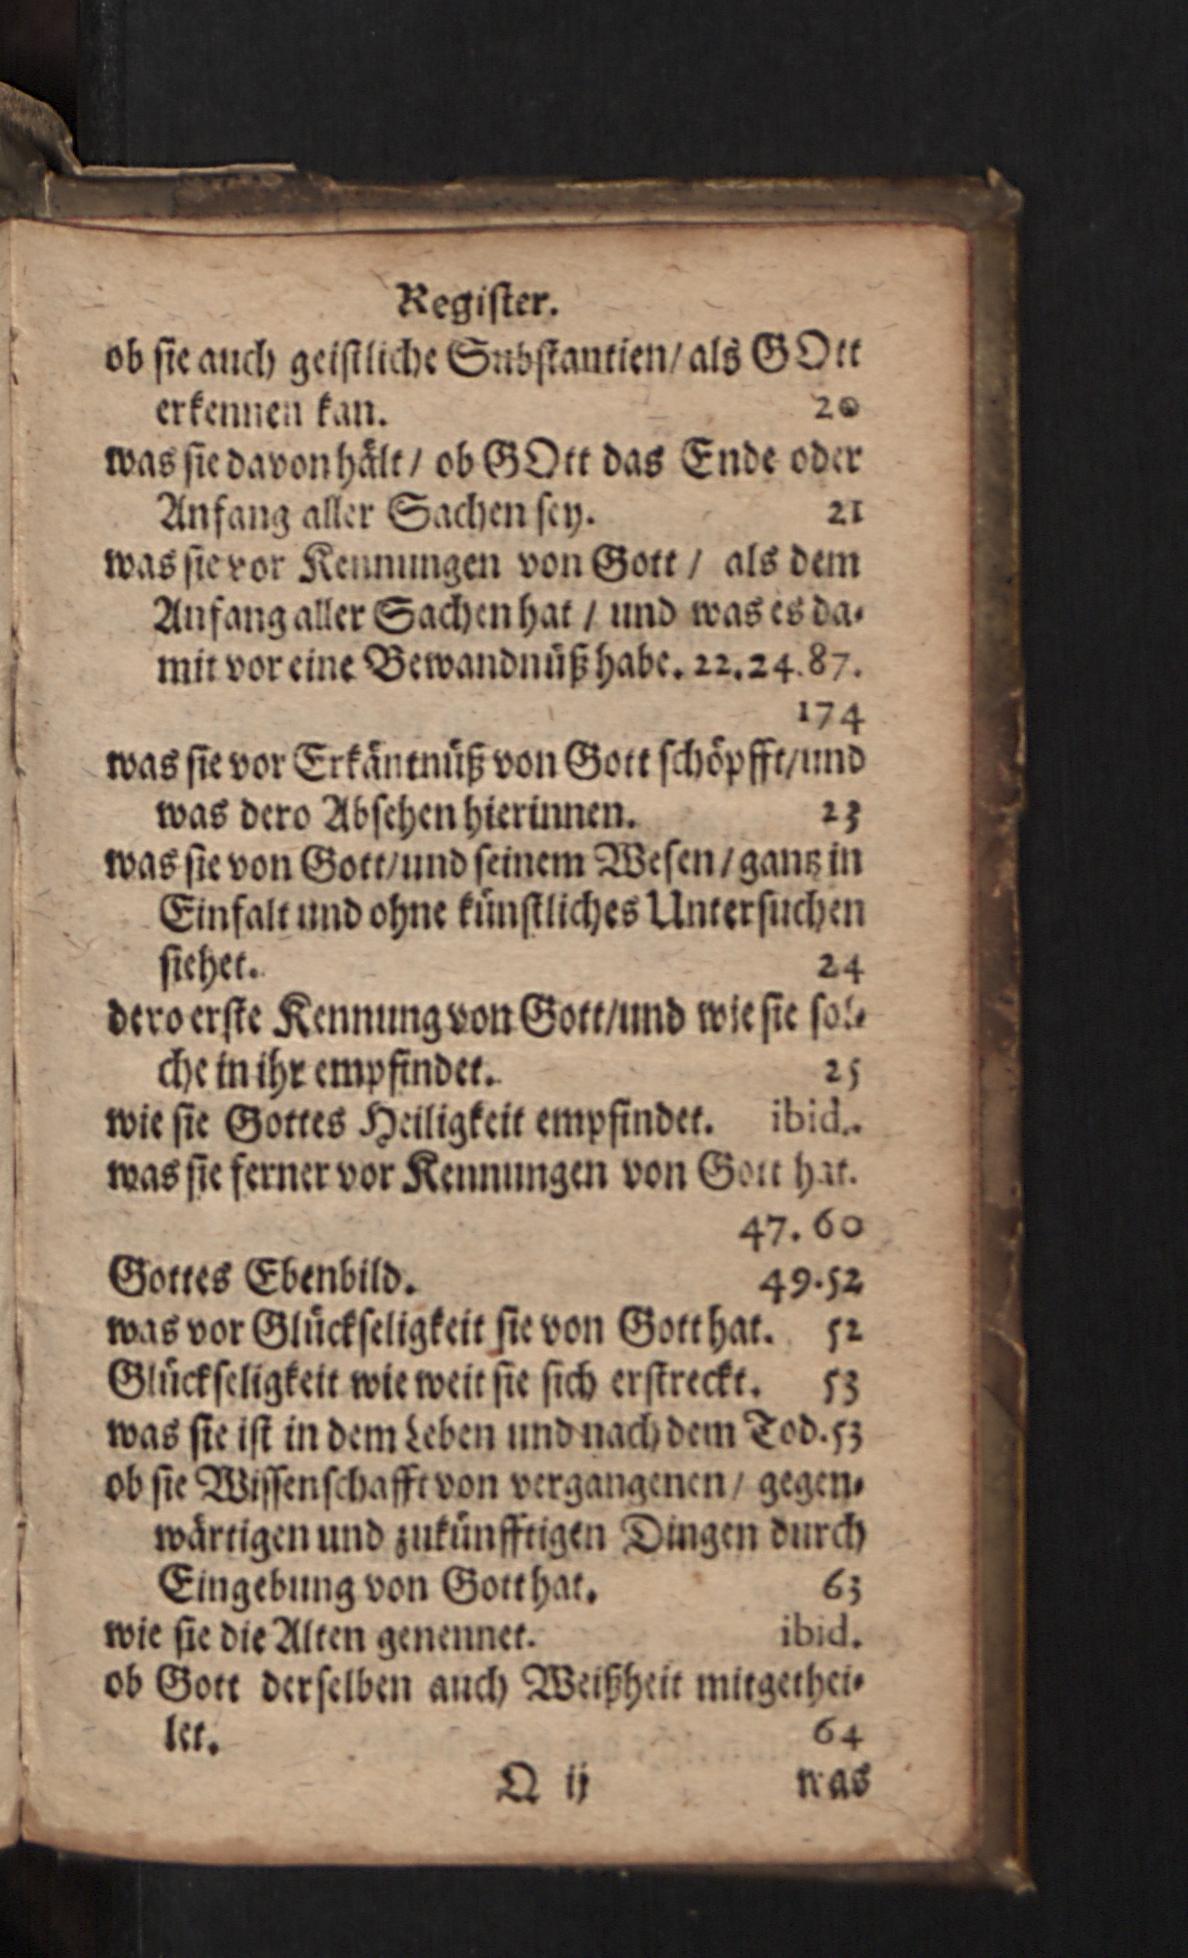 Register.
ob sie auch geistliche Substantien/ als GOtt
erkennen kan. 20
was sie davon hält/ ob GOtt das Ende oder
Anfang aller Sachen sey. 21
was sie vor Kennungen von Gott/ als dem
Anfang aller Sachen hat/ und was es da-
mit vor eine Bewandnüß habe. 22.24.87.
174
was sie vor Erkäntnüß von Gott schöpfft/und
was dero Absehen hierinnen. 23
was sie von Gott/und seinem Wesen/gantz in
Einfalt und ohne künstliches Untersuchen
siehet. 24
dero erste Kennung von Gott/und wie sie sol-
che in ihr empfindet. 25
wie sie Gottes Heiligkeit empfindet. ibid.
was sie ferner vor Kennungen von Gott hat.
47. 60
Gottes Ebenbild. 49.52
was vor Glückseligkeit sie von Gott hat. 52
Glückseligkeit wie weit sie sich erstreckt. 53
was sie ist in dem Leben und nach dem Tod. 53
ob sie Wissenschafft von vergangenen/ gegen-
wärtigen und zukünfftigen Dingen durch
Eingebung von Gott hat. 63
wie sie die Alten genennet. ibid.
ob Gott derselben auch Weißheit mitgethei-
let. 64
Q ij was